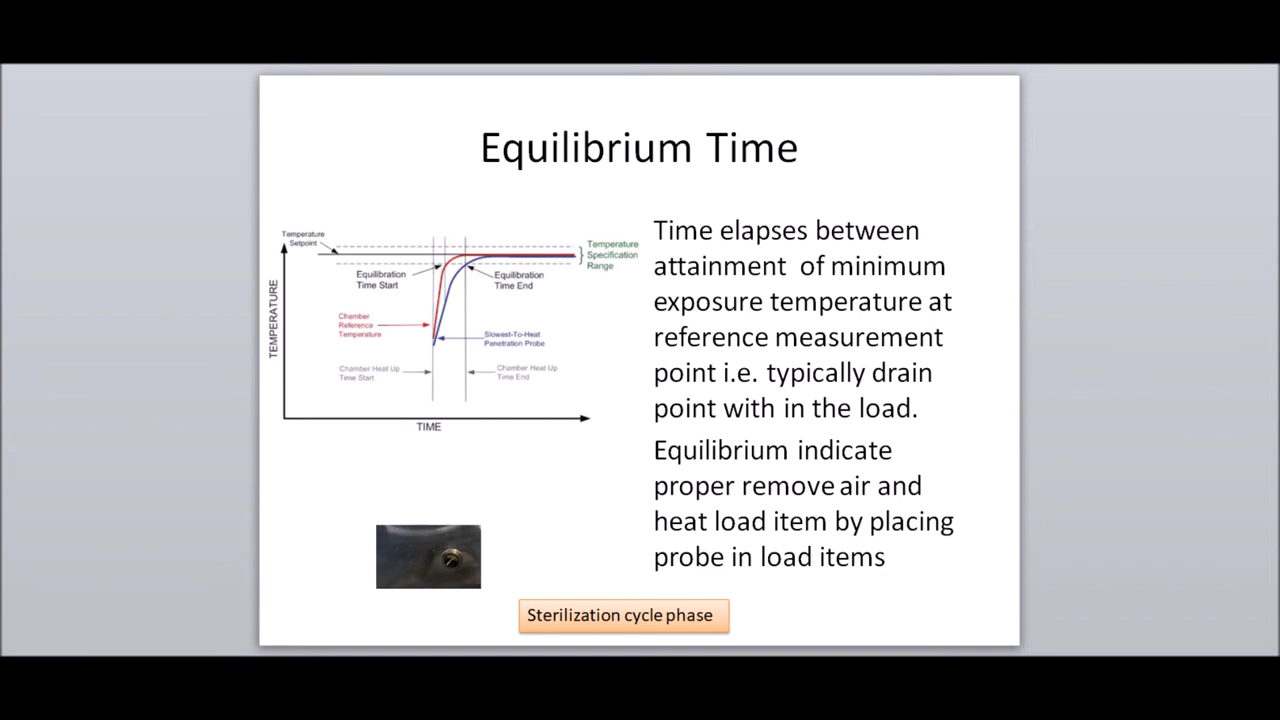 Equilibrium Time
Temperature
Setpoint
Temperature
Specification
Range
Equilibration
Time Start
Equilibration
Time End
Chamber
Reference
Temperature
Slowest-To-Heat
Penetration Probe
Chamber Heat Up
Time Start
Chamber Heat Up
Time End
TEMPERATURE
TIME
Time elapses between
attainment of minimum
exposure temperature at
reference measurement
point i.e. typically drain
point with in the load.
Equilibrium indicate
proper remove air and
heat load item by placing
probe in load items
Sterilization cycle phase